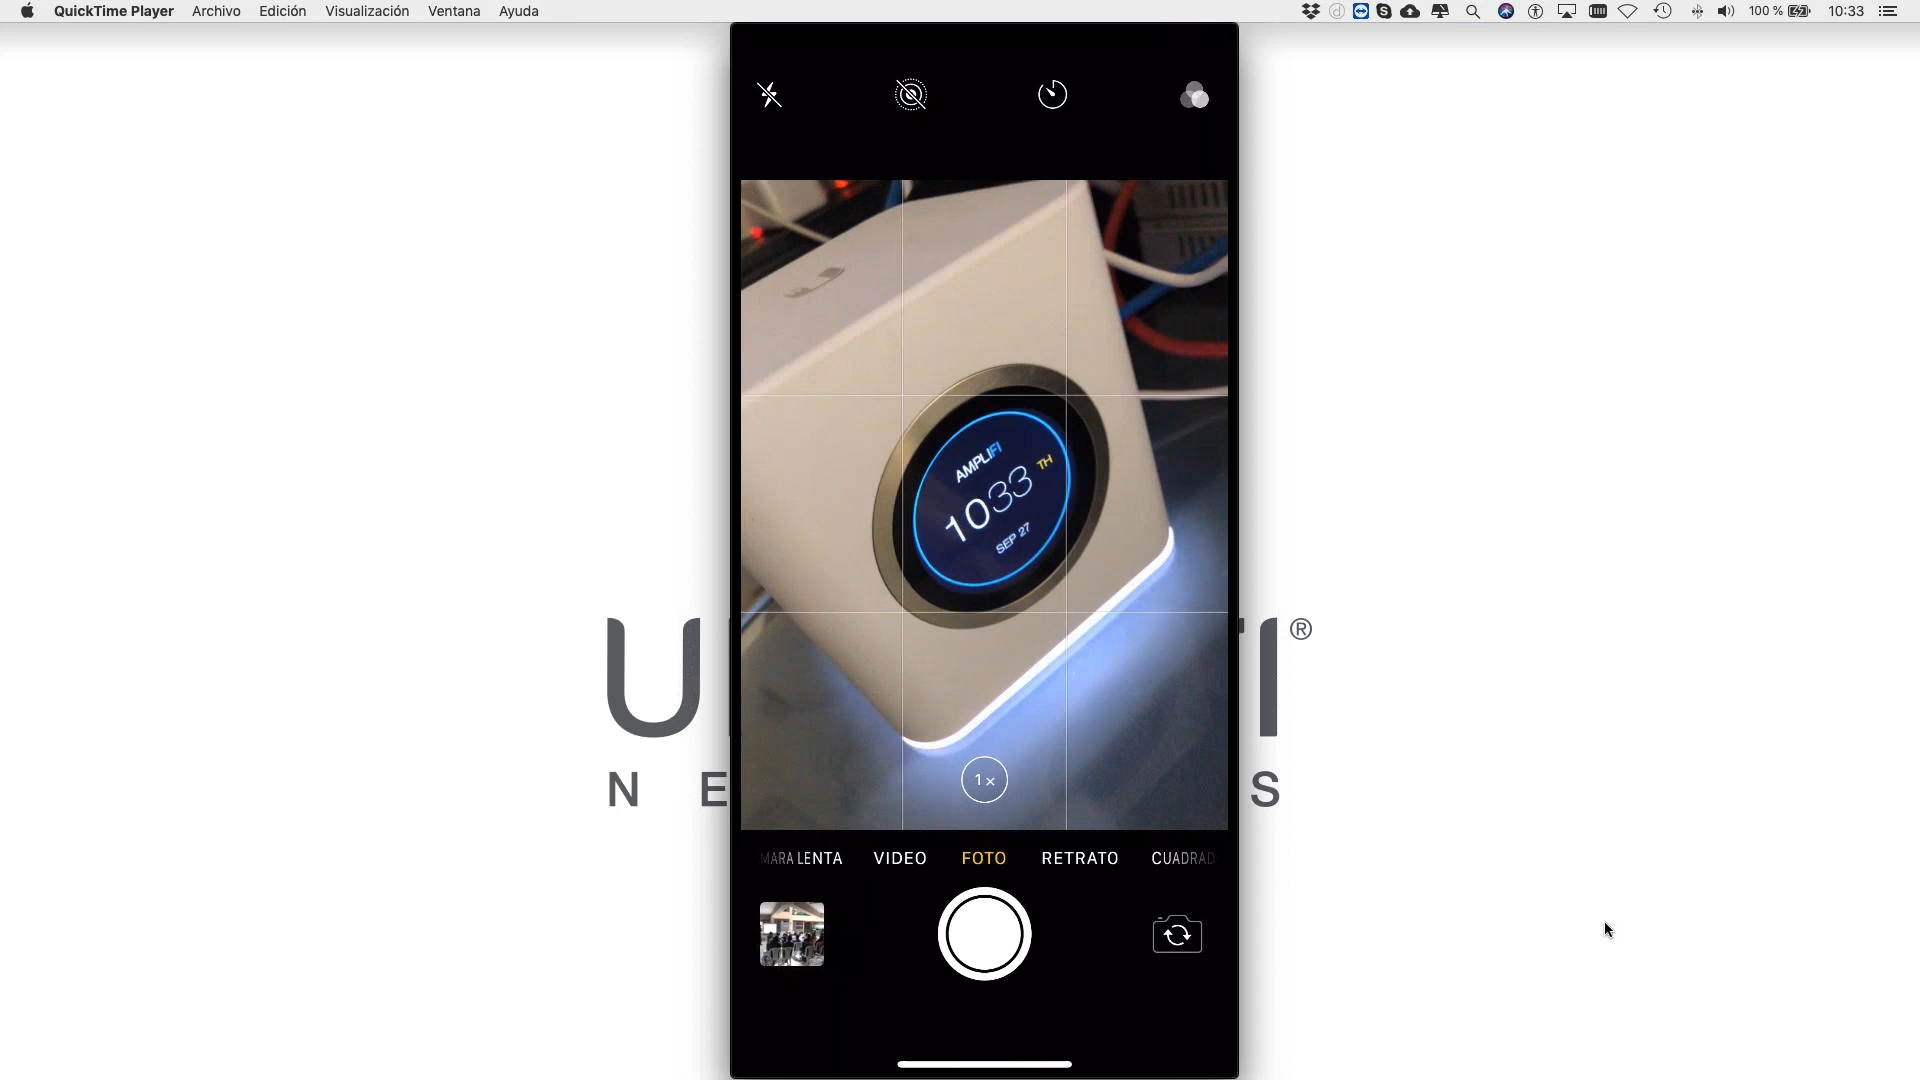 QuickTime Player Archivo Edición Visualización Ventana Ayuda 100 % 10:33
AMPLIFI
1033 TH
SEP 27
1×
MARA LENTA VIDEO FOTO RETRATO CUADRAD
U I®
N E S